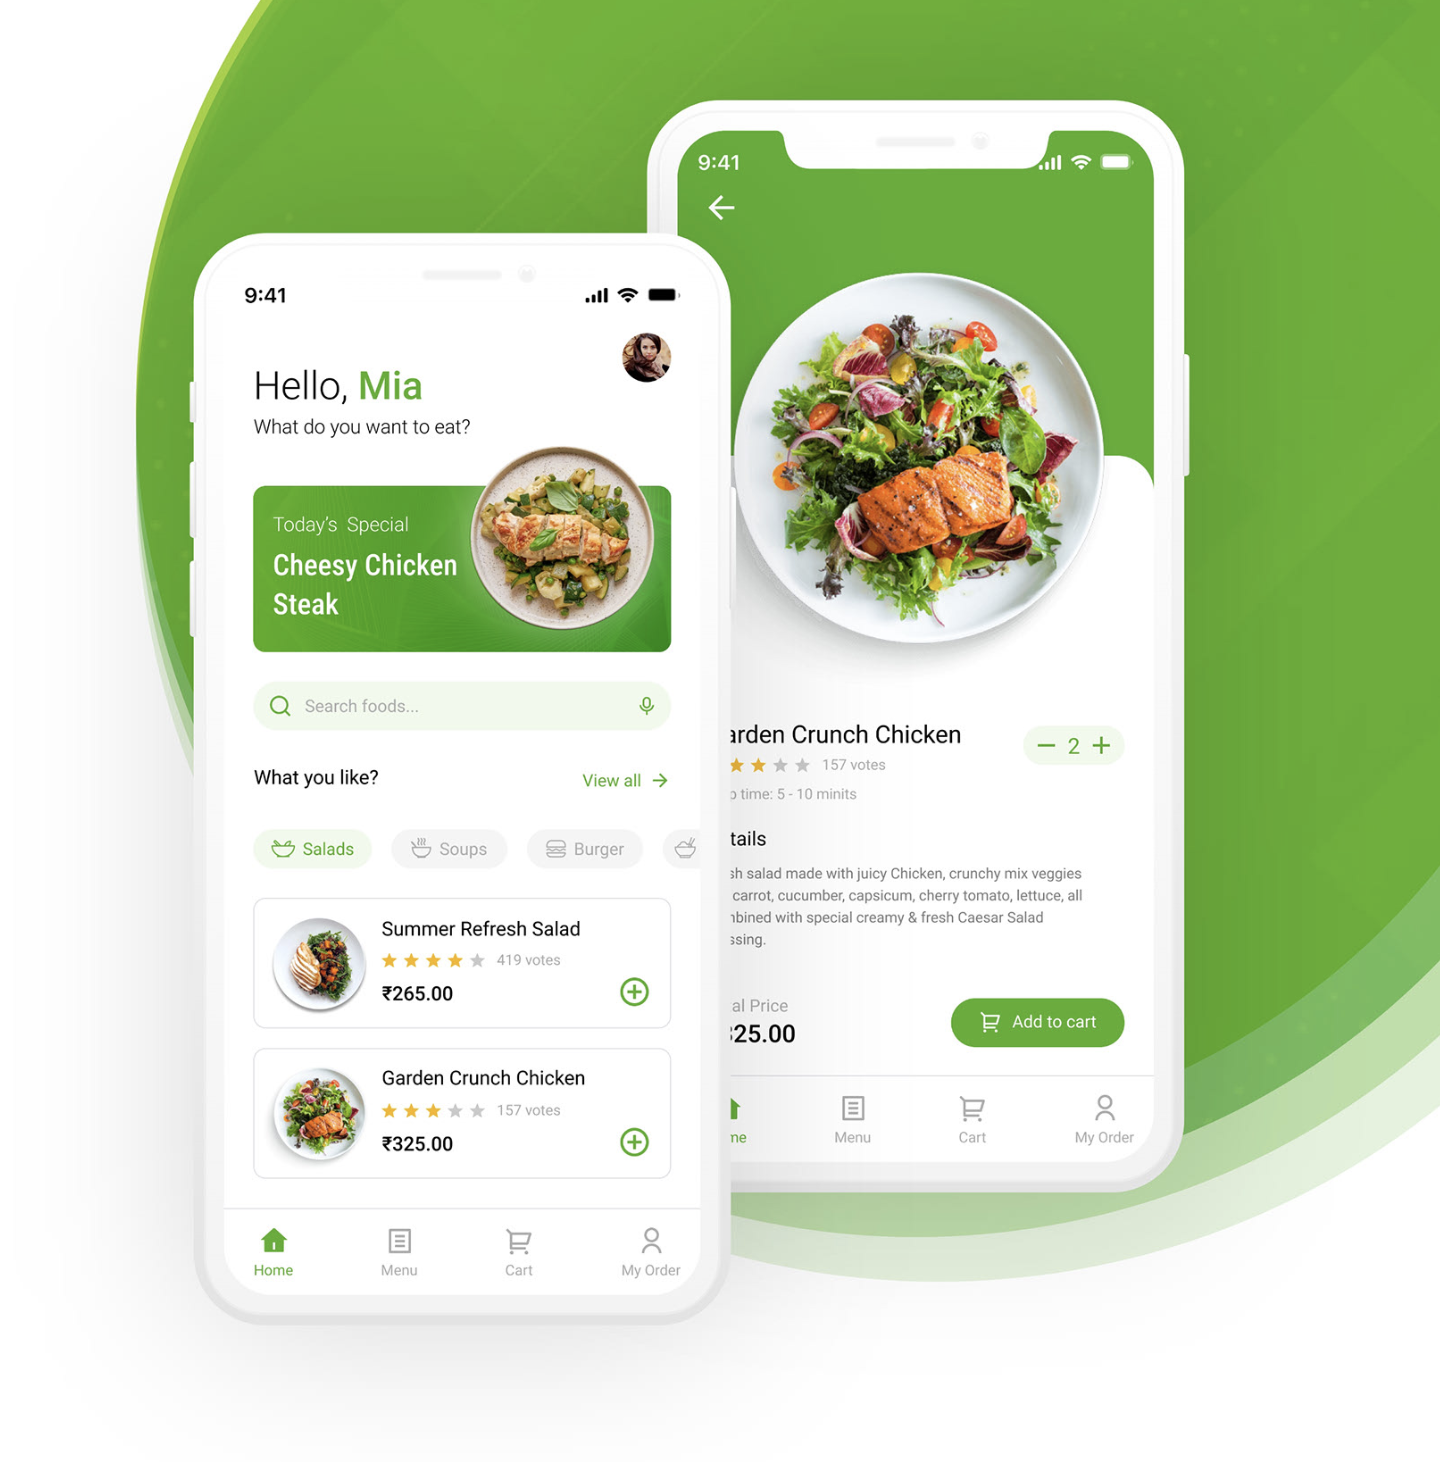 9:41
Hello, Mia
What do you want to eat?
Today's Special
Cheesy Chicken
Steak
Search foods...
What you like?
View all
Salads
Soups
Burger
Summer Refresh Salad
419 votes
₹265.00
Garden Crunch Chicken
157 votes
₹325.00
Home
Menu
Cart
My Order
9:41
arden Crunch Chicken
2
157 votes
time: 5 - 10 minits
tails
sh salad made with juicy Chicken, crunchy mix veggies
carrot, cucumber, capsicum, cherry tomato, lettuce, all
bined with special creamy & fresh Caesar Salad
ssing.
al Price
25.00
Add to cart
me
Menu
Cart
My Order